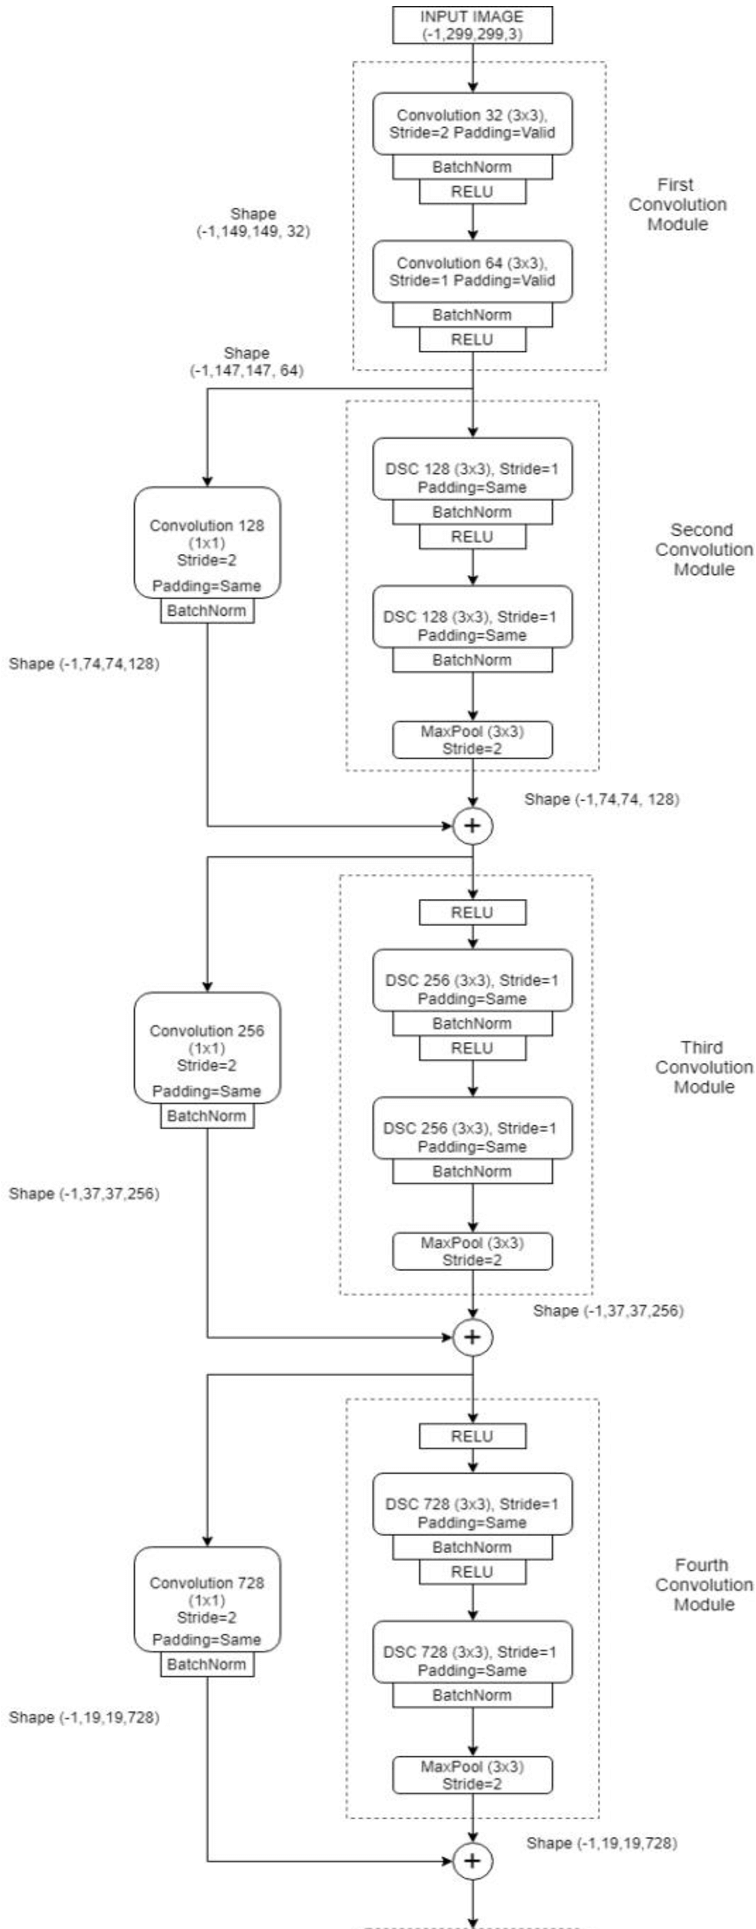 INPUT IMAGE
(-1,299,299,3)
Convolution 32 (3x3),
Stride=2 Padding=Valid
BatchNorm
RELU
First
Convolution
Module
Shape
(-1,149,149, 32)
Convolution 64 (3x3),
Stride=1 Padding=Valid
BatchNorm
RELU
Shape
(-1,147,147, 64)
DSC 128 (3x3), Stride=1
Padding=Same
BatchNorm
RELU
Convolution 128
(1x1)
Stride=2
Padding=Same
BatchNorm
Second
Convolution
Module
DSC 128 (3x3), Stride=1
Padding=Same
BatchNorm
Shape (-1,74,74,128)
MaxPool (3x3)
Stride=2
Shape (-1,74,74, 128)
+
RELU
DSC 256 (3x3), Stride=1
Padding=Same
BatchNorm
RELU
Convolution 256
(1x1)
Stride=2
Padding=Same
BatchNorm
Third
Convolution
Module
DSC 256 (3x3), Stride=1
Padding=Same
BatchNorm
Shape (-1,37,37,256)
MaxPool (3x3)
Stride=2
Shape (-1,37,37,256)
+
RELU
DSC 728 (3x3), Stride=1
Padding=Same
BatchNorm
RELU
Convolution 728
(1x1)
Stride=2
Padding=Same
BatchNorm
Fourth
Convolution
Module
DSC 728 (3x3), Stride=1
Padding=Same
BatchNorm
Shape (-1,19,19,728)
MaxPool (3x3)
Stride=2
Shape (-1,19,19,728)
+